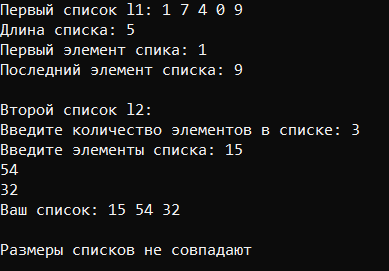 Первый список l1: 1 7 4 0 9
Длина списка: 5
Первый элемент спика: 1
Последний элемент списка: 9
Второй список l2:
Введите количество элементов в списке: 3
Введите элементы списка: 15
54
32
Ваш список: 15 54 32
Размеры списков не совпадают